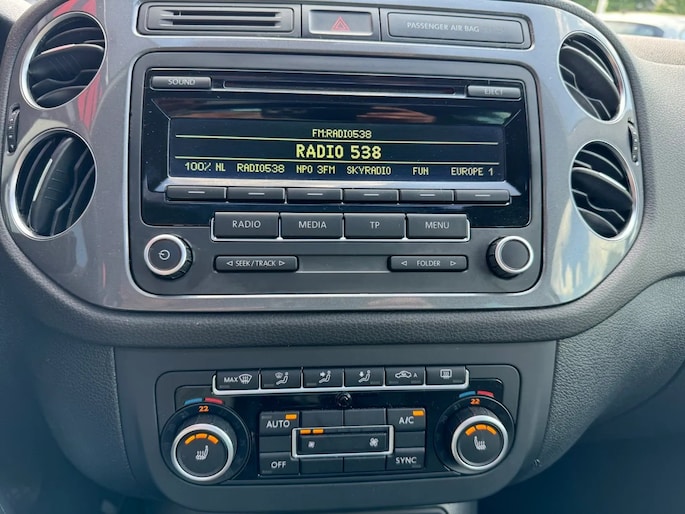 PASSENGER AIR BAG
SOUND
EJECT
FM:RADIO538
RADIO 538
100% NL RADIO538 NPO 3FM SKYRADIO FUN EUROPE 1
RADIO MEDIA TP MENU
SEEK/TRACK FOLDER
MAX A
22 22
AUTO A/C
OFF SYNC